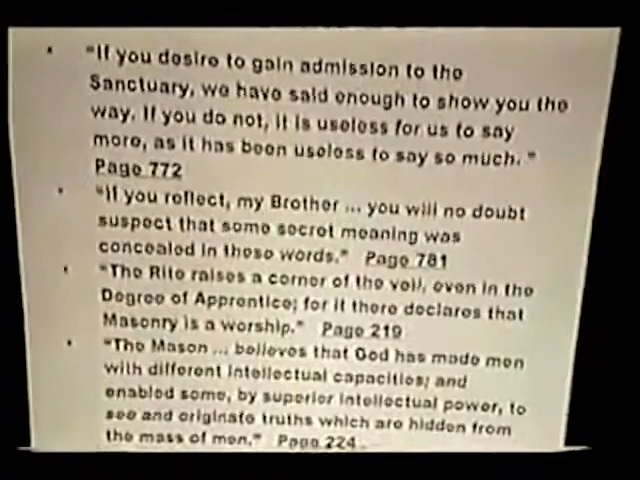 • "If you desire to gain admission to the
Sanctuary, we have said enough to show you the
way. If you do not, it is useless for us to say
more, as it has been useless to say so much."
Page 772
• "If you reflect, my Brother ... you will no doubt
suspect that some secret meaning was
concealed in these words." Page 781
• "The Rite raises a corner of the veil, even in the
Degree of Apprentice; for it there declares that
Masonry is a worship." Page 219
• "The Mason ... believes that God has made men
with different intellectual capacities; and
enabled some, by superior intellectual power, to
see and originate truths which are hidden from
the mass of men." Page 224